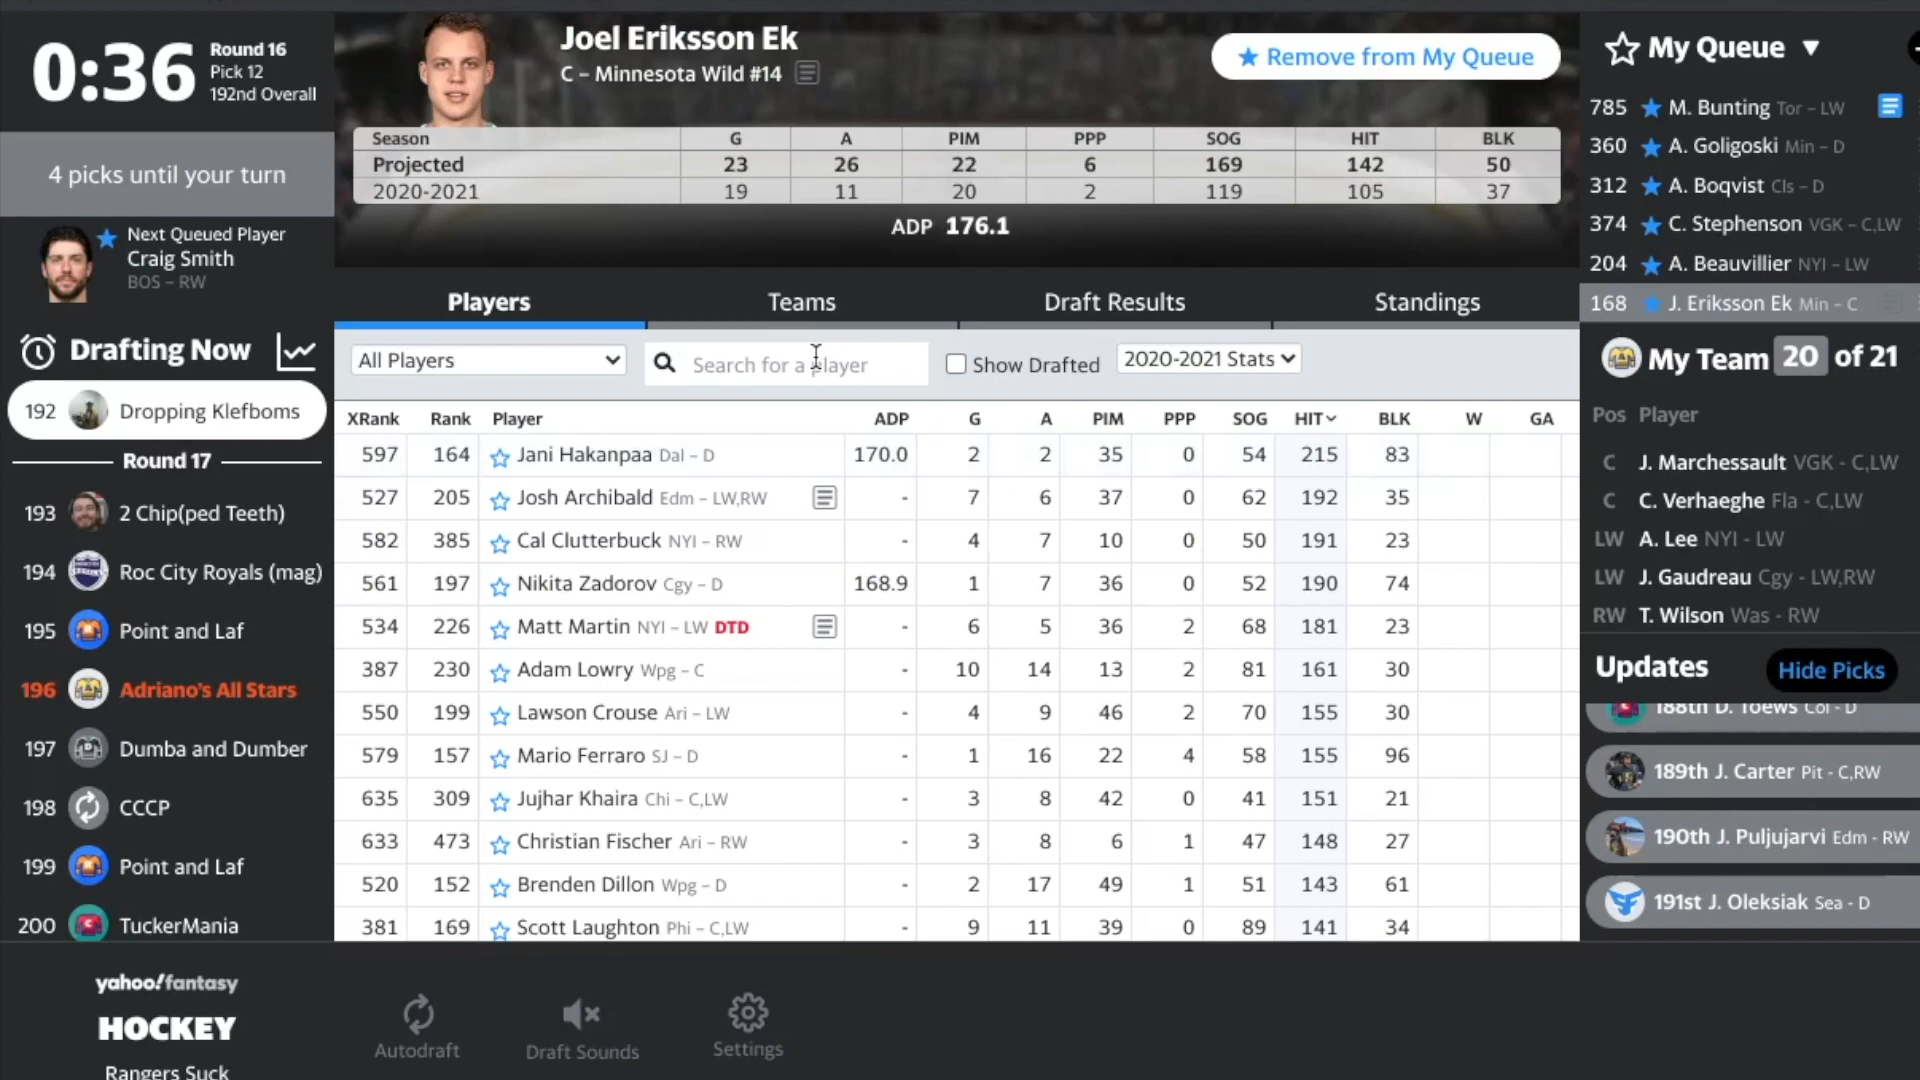 0:36
Round 16
Pick 12
192nd Overall
4 picks until your turn
Next Queued Player
Craig Smith
BOS – RW
Drafting Now
192 Dropping Klefboms
Round 17
193 2 Chip(ped Teeth)
194 Roc City Royals (mag)
195 Point and Laf
196 Adriano's All Stars
197 Dumba and Dumber
198 CCCP
199 Point and Laf
200 TuckerMania
yahoo!fantasy
HOCKEY
Rangers Suck
Joel Eriksson Ek
C – Minnesota Wild #14
★ Remove from My Queue
Season G A PIM PPP SOG HIT BLK
Projected 23 26 22 6 169 142 50
2020-2021 19 11 20 2 119 105 37
ADP 176.1
Players Teams Draft Results Standings
All Players Search for a player Show Drafted 2020-2021 Stats
XRank Rank Player ADP G A PIM PPP SOG HIT BLK W GA
597 164 Jani Hakanpaa Dal – D 170.0 2 2 35 0 54 215 83
527 205 Josh Archibald Edm – LW,RW - 7 6 37 0 62 192 35
582 385 Cal Clutterbuck NYI – RW - 4 7 10 0 50 191 23
561 197 Nikita Zadorov Cgy – D 168.9 1 7 36 0 52 190 74
534 226 Matt Martin NYI – LW DTD - 6 5 36 2 68 181 23
387 230 Adam Lowry Wpg – C - 10 14 13 2 81 161 30
550 199 Lawson Crouse Ari – LW - 4 9 46 2 70 155 30
579 157 Mario Ferraro SJ – D - 1 16 22 4 58 155 96
635 309 Jujhar Khaira Chi – C,LW - 3 8 42 0 41 151 21
633 473 Christian Fischer Ari – RW - 3 8 6 1 47 148 27
520 152 Brenden Dillon Wpg – D - 2 17 49 1 51 143 61
381 169 Scott Laughton Phi – C,LW - 9 11 39 0 89 141 34
Autodraft Draft Sounds Settings
My Queue ▼
785 M. Bunting Tor – LW
360 A. Goligoski Min – D
312 A. Boqvist Cls – D
374 C. Stephenson VGK – C,LW
204 A. Beauvillier NYI – LW
168 J. Eriksson Ek Min – C
My Team 20 of 21
Pos Player
C J. Marchessault VGK - C,LW
C C. Verhaeghe Fla - C,LW
LW A. Lee NYI - LW
LW J. Gaudreau Cgy - LW,RW
RW T. Wilson Was - RW
Updates Hide Picks
188th D. Toews Col - D
189th J. Carter Pit - C,RW
190th J. Puljujarvi Edm - RW
191st J. Oleksiak Sea - D